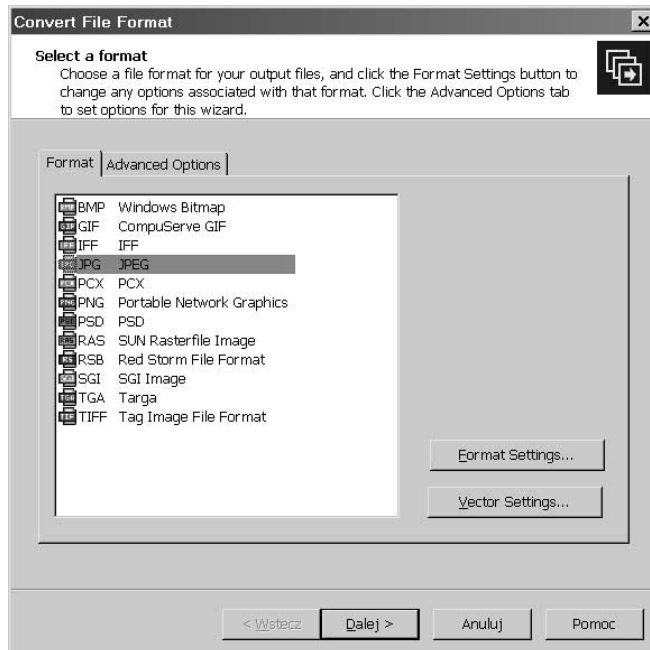 Convert File Format
Select a format
Choose a file format for your output files, and click the Format Settings button to
change any options associated with that format. Click the Advanced Options tab
to set options for this wizard.
Format Advanced Options
BMP Windows Bitmap
GIF CompuServe GIF
IFF IFF
JPG JPEG
PCX PCX
PNG Portable Network Graphics
PSD PSD
RAS SUN Rasterfile Image
RSB Red Storm File Format
SGI SGI Image
TGA Targa
TIFF Tag Image File Format
Format Settings...
Vector Settings...
< Wstecz Dalej > Anuluj Pomoc